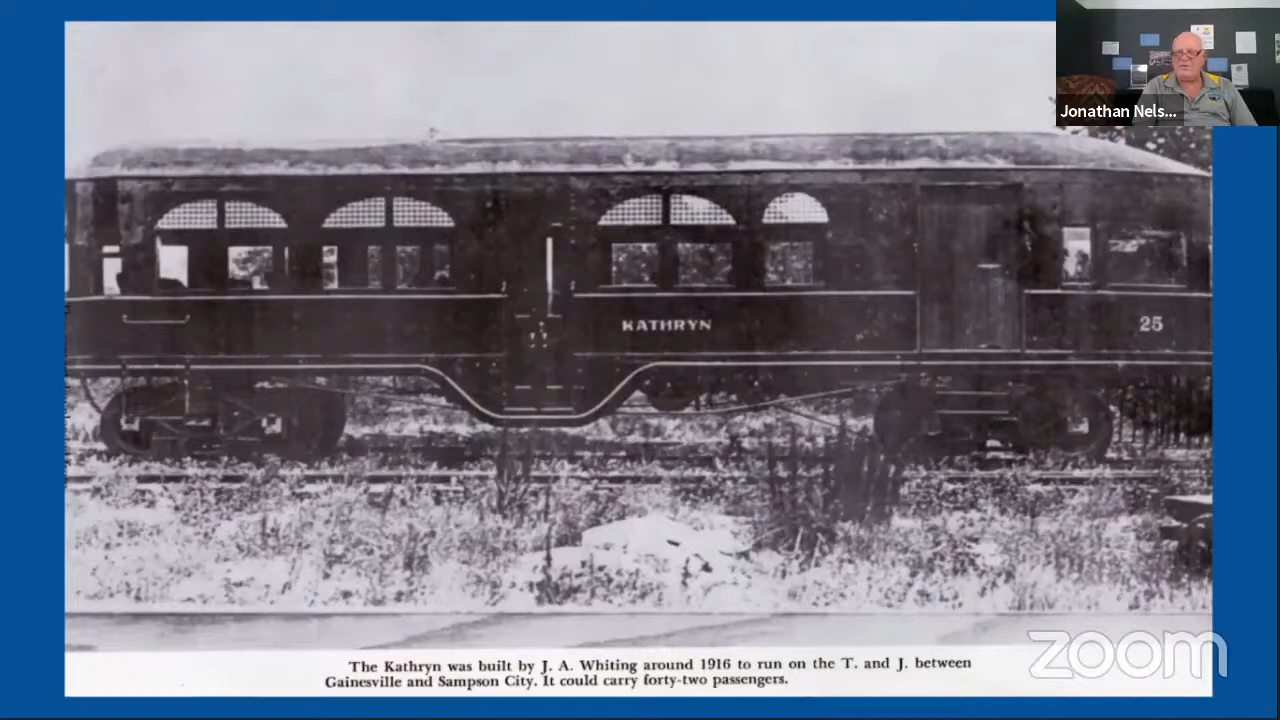 Jonathan Nels...
KATHRYN
25
zoom
The Kathryn was built by J. A. Whiting around 1916 to run on the T. and J. between
Gainesville and Sampson City. It could carry forty-two passengers.